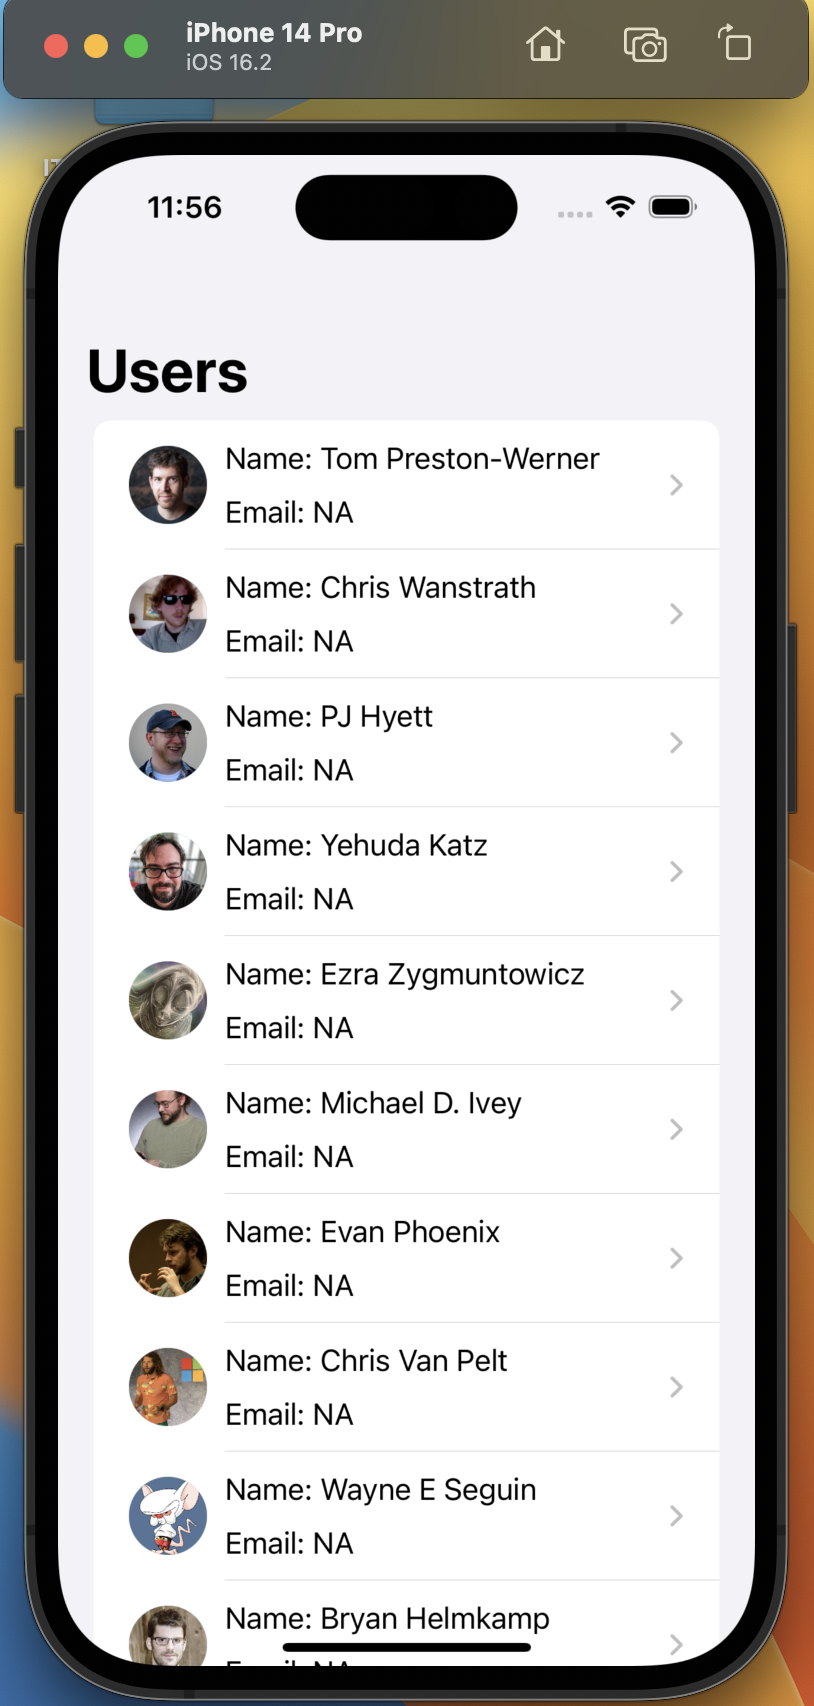 iPhone 14 Pro
iOS 16.2
IT
11:56
Users
Name: Tom Preston-Werner
Email: NA
Name: Chris Wanstrath
Email: NA
Name: PJ Hyett
Email: NA
Name: Yehuda Katz
Email: NA
Name: Ezra Zygmuntowicz
Email: NA
Name: Michael D. Ivey
Email: NA
Name: Evan Phoenix
Email: NA
Name: Chris Van Pelt
Email: NA
Name: Wayne E Seguin
Email: NA
Name: Bryan Helmkamp
Email: NA